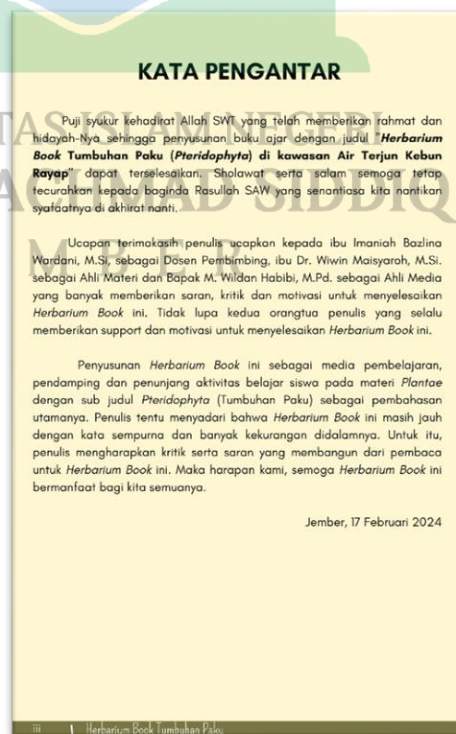 KATA PENGANTAR
TAS ISLAM NEGERI
Puji syukur kehadirat Allah SWT yang telah memberikan rahmat dan
hidayah-Nya sehingga penyusunan buku ajar dengan judul "Herbarium
Book Tumbuhan Paku (Pteridophyta) di kawasan Air Terjun Kebun
Rayap" dapat terselesaikan. Sholawat serta salam semoga tetap
ACHMAD SIDDIQ
tecurahkan kepada baginda Rasullah SAW yang senantiasa kita nantikan
syafaatnya di akhirat nanti.
Ucapan terimakasih penulis ucapkan kepada ibu Imaniah Bazlina
Wardani, M.Si, sebagai Dosen Pembimbing, ibu Dr. Wiwin Maisyaroh, M.Si.
M B E R
sebagai Ahli Materi dan Bapak M. Wildan Habibi, M.Pd. sebagai Ahli Media
yang banyak memberikan saran, kritik dan motivasi untuk menyelesaikan
Herbarium Book ini. Tidak lupa kedua orangtua penulis yang selalu
memberikan support dan motivasi untuk menyelesaikan Herbarium Book ini.
Penyusunan Herbarium Book ini sebagai media pembelajaran,
pendamping dan penunjang aktivitas belajar siswa pada materi Plantae
dengan sub judul Pteridophyta (Tumbuhan Paku) sebagai pembahasan
utamanya. Penulis tentu menyadari bahwa Herbarium Book ini masih jauh
dengan kata sempurna dan banyak kekurangan didalamnya. Untuk itu,
penulis mengharapkan kritik serta saran yang membangun dari pembaca
untuk Herbarium Book ini. Maka harapan kami, semoga Herbarium Book ini
bermanfaat bagi kita semuanya.
Jember, 17 Februari 2024
iii Herbarium Book Tumbuhan Paku